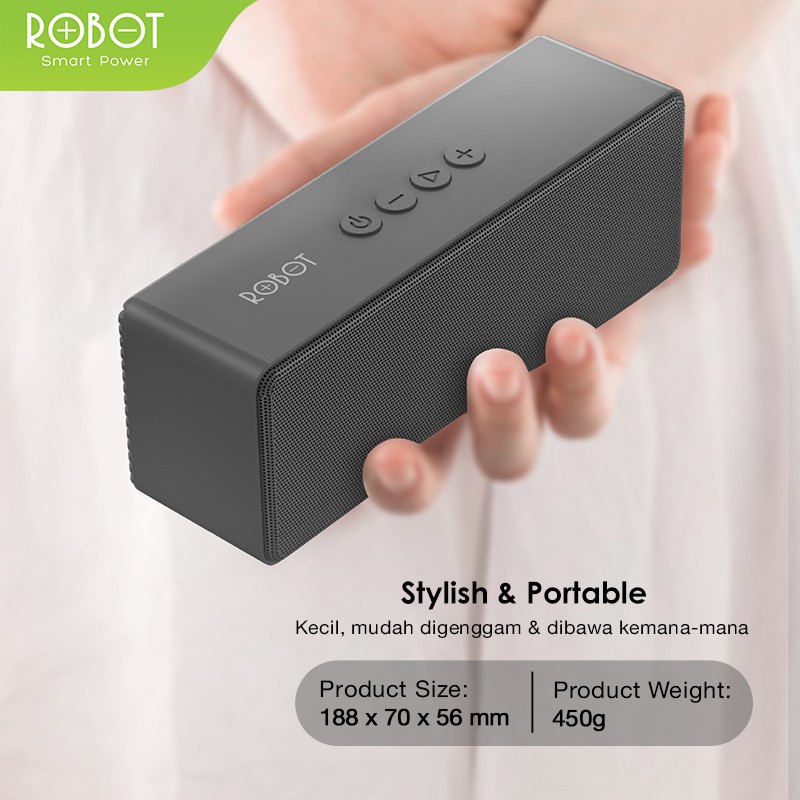 ROBOT
Smart Power
ROBOT
Stylish & Portable
Kecil, mudah digenggam & dibawa kemana-mana
Product Size:
188 x 70 x 56 mm
Product Weight:
450g